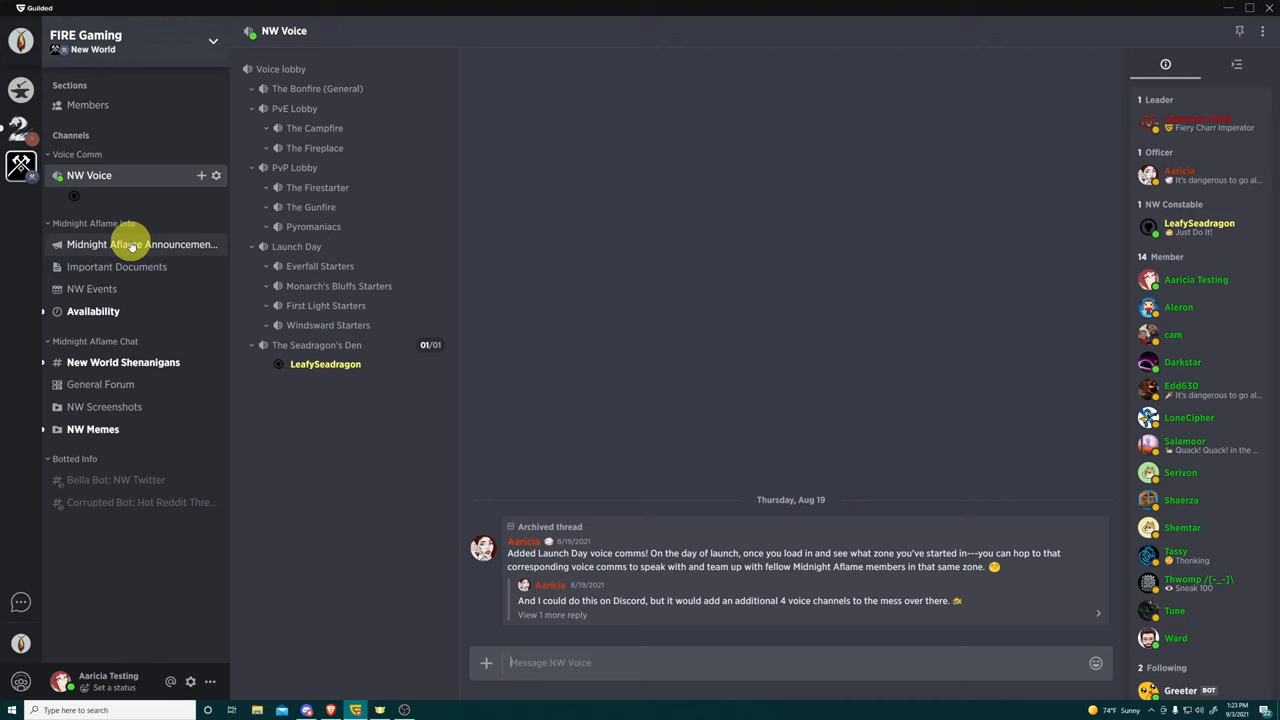 Guilded
FIRE Gaming
New World
Sections
Members
Channels
Voice Comm
NW Voice
Midnight Aflame Info
Midnight Aflame Announcemen...
Important Documents
NW Events
Availability
Midnight Aflame Chat
New World Shenanigans
General Forum
NW Screenshots
NW Memes
Botted Info
Bella Bot: NW Twitter
Corrupted Bot: Hot Reddit Thre...
Aaricia Testing
Set a status
NW Voice
Voice lobby
The Bonfire (General)
PvE Lobby
The Campfire
The Fireplace
PvP Lobby
The Firestarter
The Gunfire
Pyromaniacs
Launch Day
Everfall Starters
Monarch's Bluffs Starters
First Light Starters
Windsward Starters
The Seadragon's Den 01/01
LeafySeadragon
Thursday, Aug 19
Archived thread
Aaricia 8/19/2021
Added Launch Day voice comms! On the day of launch, once you load in and see what zone you've started in---you can hop to that
corresponding voice comms to speak with and team up with fellow Midnight Aflame members in that same zone.
Aaricia 8/19/2021
And I could do this on Discord, but it would add an additional 4 voice channels to the mess over there.
View 1 more reply
Message NW Voice
1 Leader
Fiery Charr Imperator
1 Officer
Aaricia
It's dangerous to go al...
1 NW Constable
LeafySeadragon
Just Do It!
14 Member
Aaricia Testing
Aleron
cam
Darkstar
Edd630
It's dangerous to go al...
LoneCipher
Salamoor
Quack! Quack! in the ...
Serivon
Shaerza
Shemtar
Tassy
Thonking
Thwomp /[-_-]\
Sneak 100
Tune
Ward
2 Following
Greeter BOT
Type here to search
74°F Sunny
1:23 PM
9/3/2021